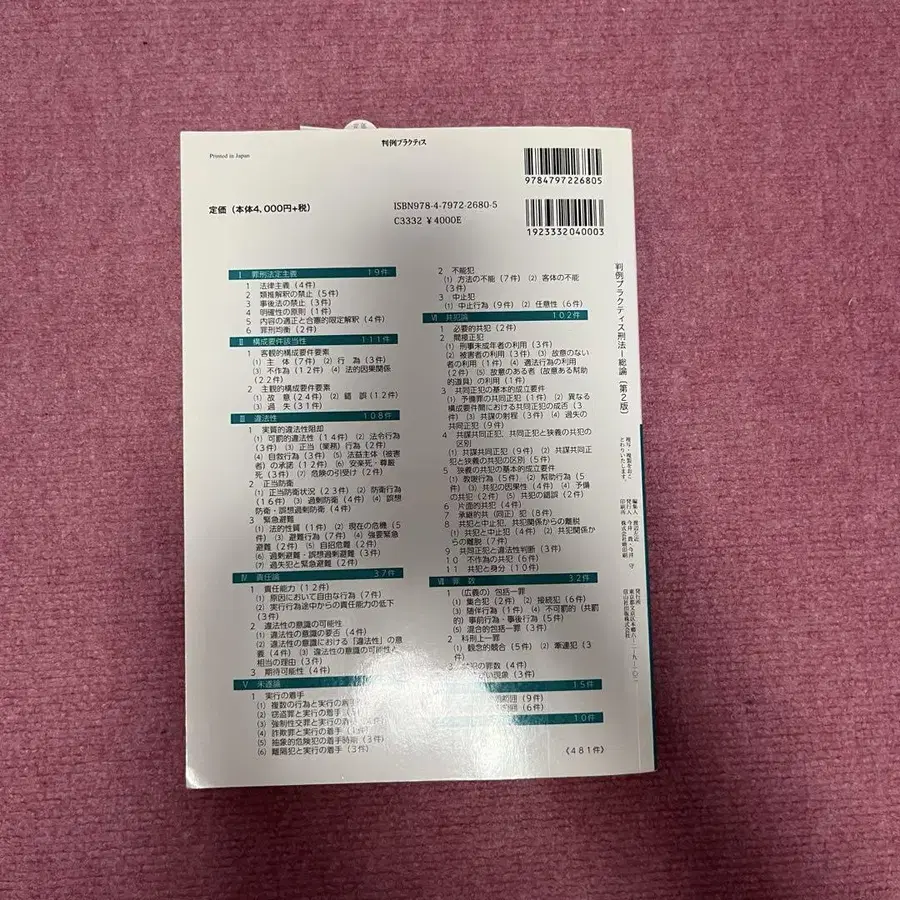 判例プラクティス
Printed in Japan
9784797226805
定価（本体4,000円+税）
ISBN978-4-7972-2680-5
C3332 ¥4000E
1923332040003
Ⅰ 罪刑法定主義 19件
1 法律主義（4件）
2 類推解釈の禁止（5件）
3 事後法の禁止（3件）
4 明確性の原則（1件）
5 内容の適正と合憲的限定解釈（4件）
6 罪刑均衡（2件）
Ⅱ 構成要件該当性 111件
1 客観的構成要件要素
(1) 主 体（7件） (2) 行 為（3件）
(3) 不作為（12件） (4) 法的因果関係
（22件）
2 主観的構成要件要素
(1) 故 意（24件） (2) 錯 誤（12件）
(3) 過 失（31件）
Ⅲ 違法性 108件
1 実質的違法性阻却
(1) 可罰的違法性（14件） (2) 法令行為
（3件） (3) 正当（業務）行為（2件）
(4) 自救行為（3件） (5) 法益主体（被害
者）の承諾（12件） (6) 安楽死・尊厳
死（3件） (7) 危険の引受け（2件）
2 正当防衛
(1) 正当防衛状況（23件） (2) 防衛行為
（16件） (3) 過剰防衛（4件） (4) 誤想
防衛・誤想過剰防衛（4件）
3 緊急避難
(1) 法的性質（1件） (2) 現在の危機（5
件） (3) 避難行為（7件） (4) 強要緊急
避難（2件） (5) 自招危難（2件）
(6) 過剰避難・誤想過剰避難（3件）
(7) 過失犯と緊急避難（2件）
Ⅳ 責任論 37件
1 責任能力（12件）
(1) 原因において自由な行為（7件）
(2) 実行行為途中からの責任能力の低下
（3件）
2 違法性の意識の可能性
(1) 違法性の意識の要否（4件）
(2) 違法性の意識における「違法性」の意
義（4件） (3) 違法性の意識の可能性と
相当の理由（3件）
3 期待可能性（4件）
Ⅴ 未遂論
1 実行の着手
(1) 複数の行為と実行の着手
(2) 窃盗罪と実行の着手
(3) 強制性交罪と実行の着手
(4) 詐欺罪と実行の着手
(5) 抽象的危険犯の着手時期（3件）
(6) 離隔犯と実行の着手（3件）
2 不能犯
(1) 方法の不能（7件） (2) 客体の不能
（3件）
3 中止犯
(1) 中止行為（9件） (2) 任意性（6件）
Ⅵ 共犯論 102件
1 必要的共犯（2件）
2 間接正犯
(1) 刑事未成年者の利用（3件）
(2) 被害者の利用（3件） (3) 故意のない
者の利用（1件） (4) 適法行為の利用
（2件） (5) 故意のある者（故意ある幇助
的道具）の利用（1件）
3 共同正犯の基本的成立要件
(1) 予備罪の共同正犯（1件） (2) 異なる
構成要件間における共同正犯の成否（3
件） (3) 共謀の射程（3件） (4) 過失の
共同正犯（9件）
4 共謀共同正犯、共同正犯と狭義の共犯の
区別
(1) 共謀共同正犯（9件） (2) 共謀共同正
犯と狭義の共犯の区別（5件）
5 狭義の共犯の基本的成立要件
(1) 教唆行為（5件） (2) 幇助行為（5
件） (3) 共犯の因果性（4件） (4) 予備
の共犯（2件） (5) 共犯の錯誤（2件）
6 片面的共犯（4件）
7 承継的共（同正）犯（8件）
8 共犯と中止犯、共犯関係からの離脱
(1) 共犯と中止犯（4件） (2) 共犯関係か
らの離脱（7件）
9 共同正犯と違法性判断（3件）
10 不作為の共犯（6件）
11 共犯と身分（10件）
Ⅶ 罪 数 32件
1 （広義の）包括一罪
(1) 集合犯（2件） (2) 接続犯（6件）
(3) 随伴行為（1件） (4) 不可罰的（共罰
的）事前行為・事後行為（5件）
(5) 混合的包括一罪（3件）
2 科刑上一罪
(1) 観念的競合（5件） (2) 牽連犯（3
件）
の罪数（4件）
い現象（3件）
15件
範囲（9件）
範囲（6件）
10件
《481件》
判例プラクティス刑法Ⅰ総論〔第2版〕